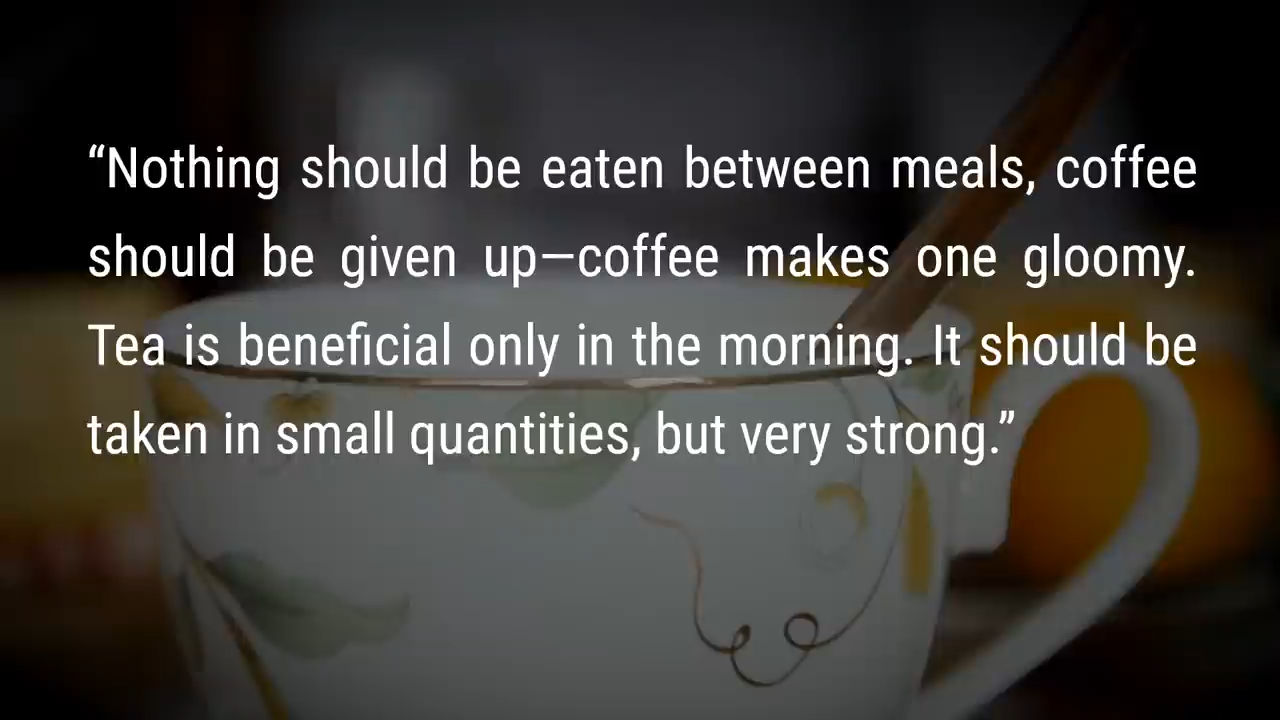 “Nothing should be eaten between meals, coffee
should be given up—coffee makes one gloomy.
Tea is beneficial only in the morning. It should be
taken in small quantities, but very strong.”